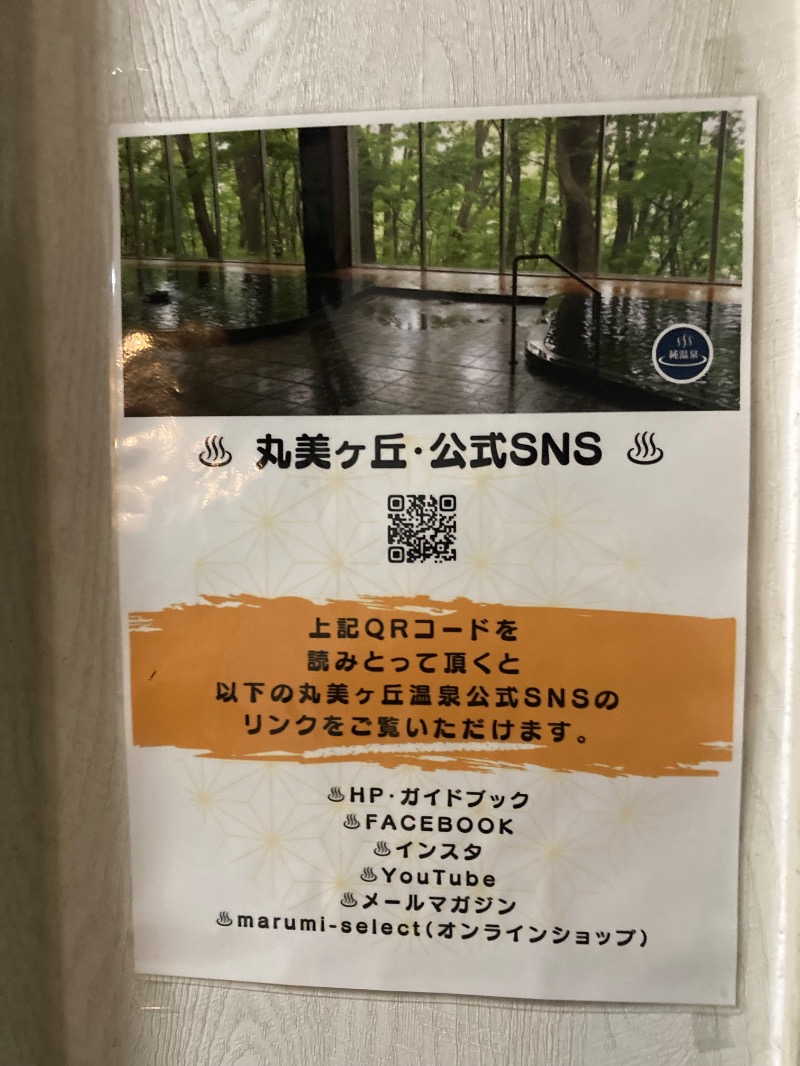 純温泉
♨ 丸美ヶ丘・公式SNS ♨
上記QRコードを
読みとって頂くと
以下の丸美ヶ丘温泉公式SNSの
リンクをご覧いただけます。
♨HP・ガイドブック
♨FACEBOOK
♨インスタ
♨YouTube
♨メールマガジン
♨marumi-select(オンラインショップ)